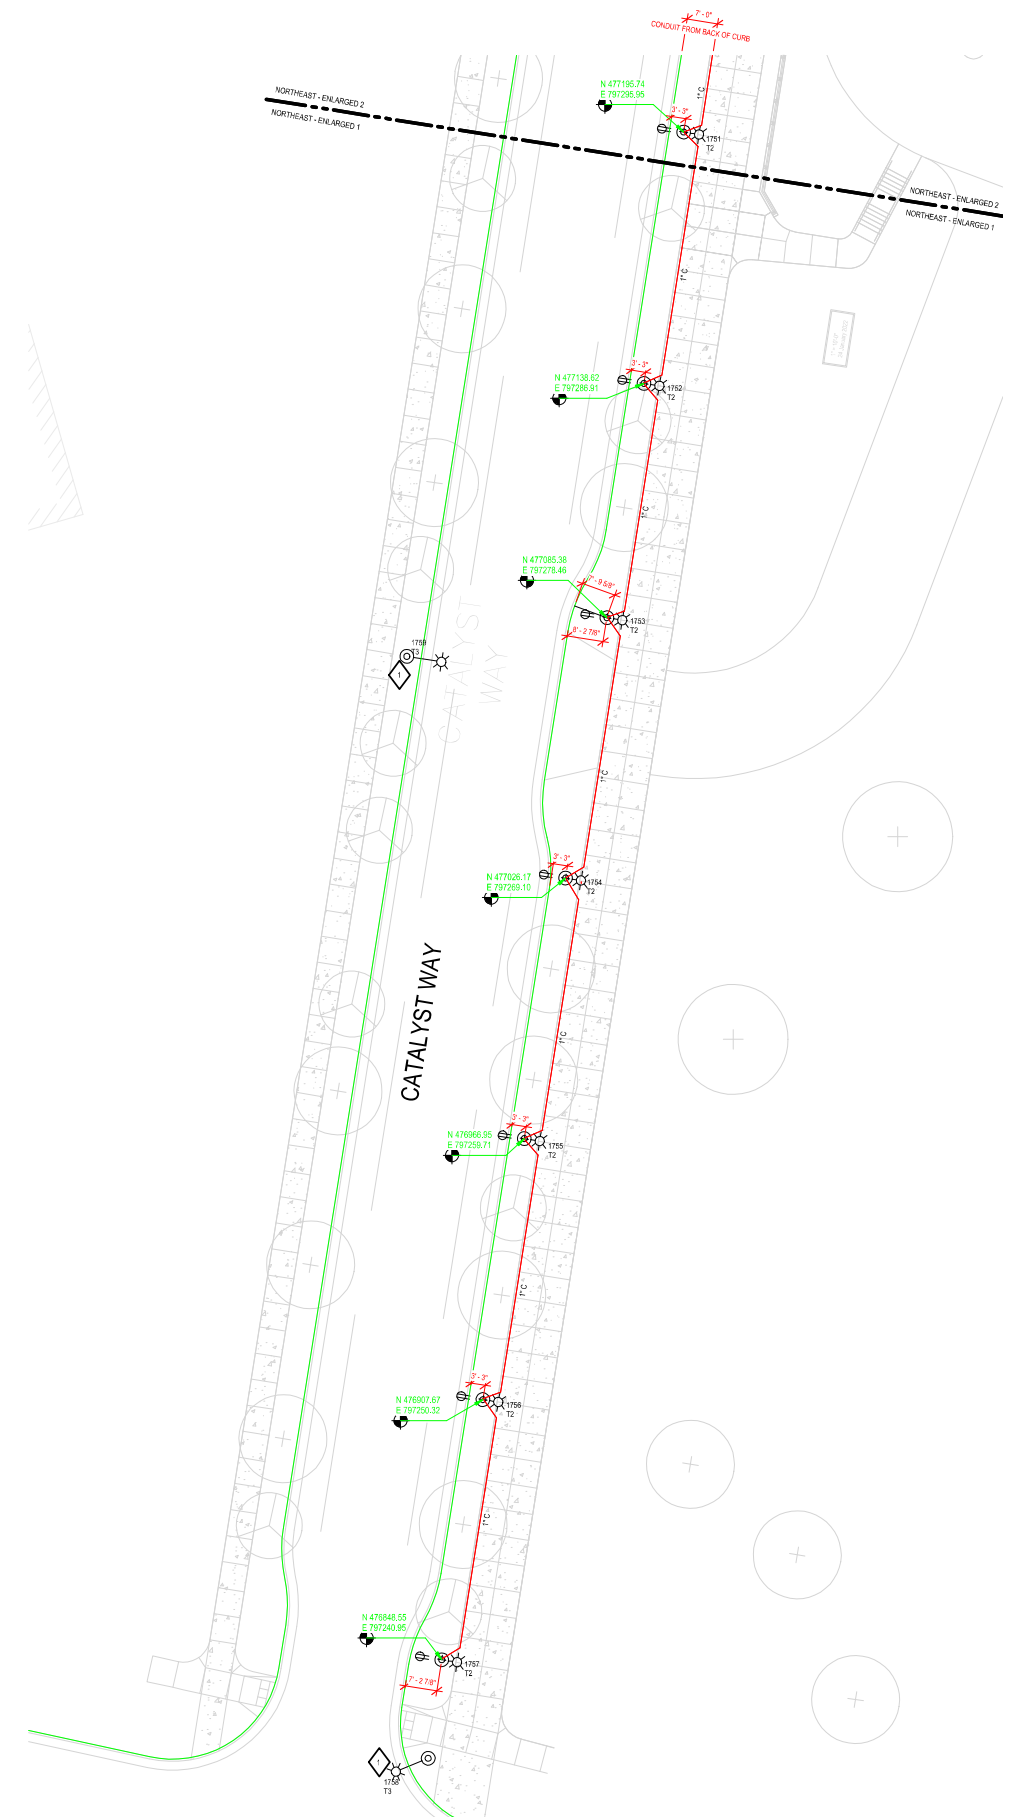 7' - 0"
CONDUIT FROM BACK OF CURB
N 477195.74
E 797295.95
1" C
3' - 3"
1751
T2
NORTHEAST - ENLARGED 2
NORTHEAST - ENLARGED 1
NORTHEAST - ENLARGED 2
NORTHEAST - ENLARGED 1
1" C
3' - 3"
N 477138.62
E 797286.91
1752
T2
1" C
N 477085.38
E 797278.46
7' - 9 5/8"
1753
T2
8' - 2 7/8"
1759
T3
1
CATALYST
WAY
1" C
3' - 3"
N 477026.17
E 797269.10
1754
T2
CATALYST WAY
1" C
3' - 3"
N 476966.95
E 797259.71
1755
T2
1" C
3' - 3"
N 476907.67
E 797250.32
1756
T2
1" C
N 476848.55
E 797240.95
1757
T2
7' - 2 7/8"
1
1758
T3